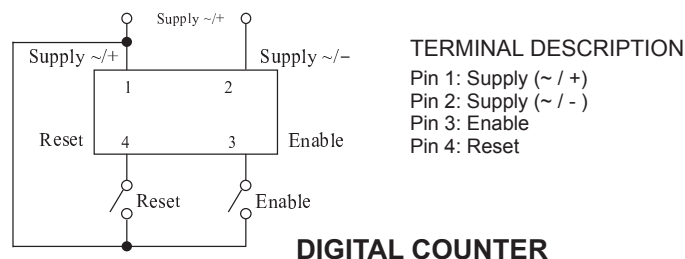 Supply ~/+
Supply ~/+
Supply ~/−
1
2
Reset
4
3
Enable
Reset
Enable
TERMINAL DESCRIPTION
Pin 1: Supply (~ / +)
Pin 2: Supply (~ / - )
Pin 3: Enable
Pin 4: Reset
DIGITAL COUNTER